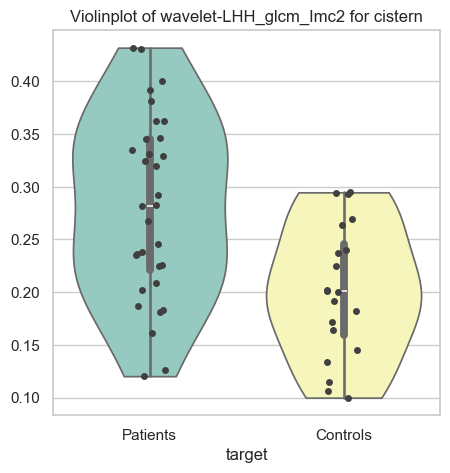 Violinplot of wavelet-LHH_glcm_Imc2 for cistern
0.40
0.35
0.30
0.25
0.20
0.15
0.10
Patients Controls
target